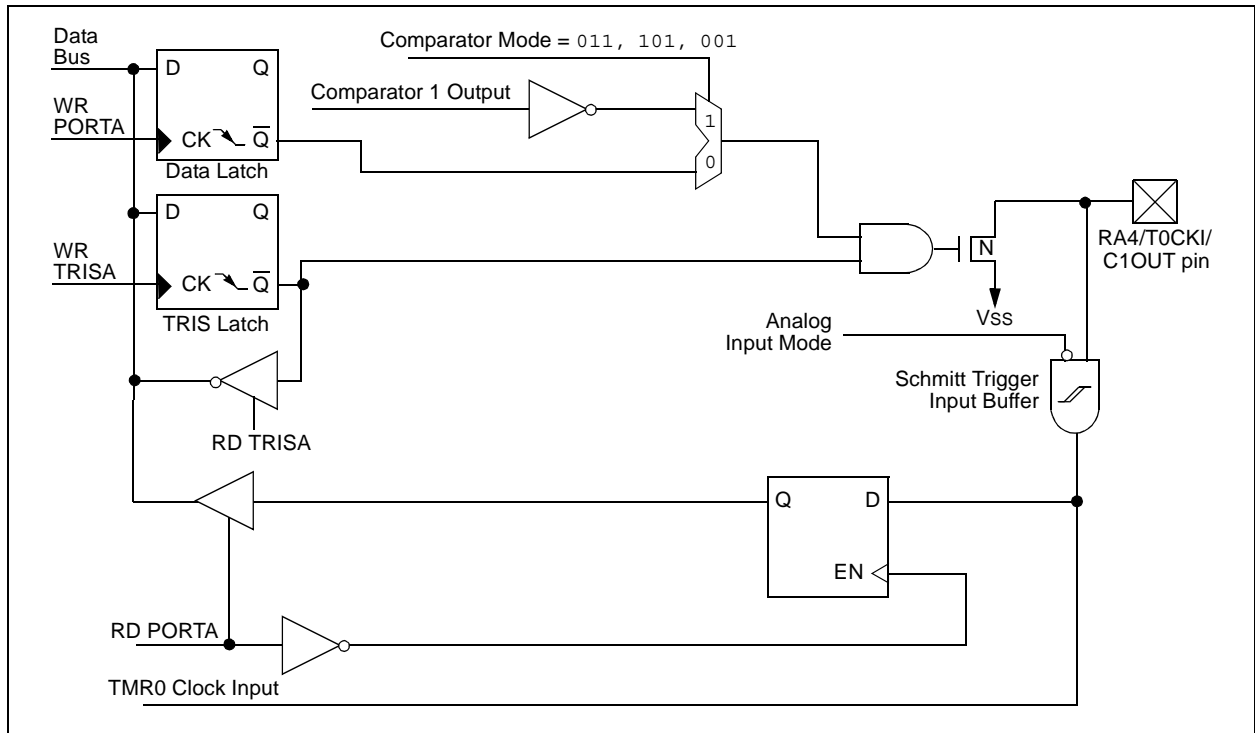 Data
Bus
Comparator Mode = 011, 101, 001
D Q
Comparator 1 Output
WR
PORTA
CK Q̅
1
0
Data Latch
D Q
WR
TRISA
CK Q̅
TRIS Latch
N
RA4/T0CKI/
C1OUT pin
VSS
Analog
Input Mode
Schmitt Trigger
Input Buffer
RD TRISA
Q D
EN
RD PORTA
TMR0 Clock Input